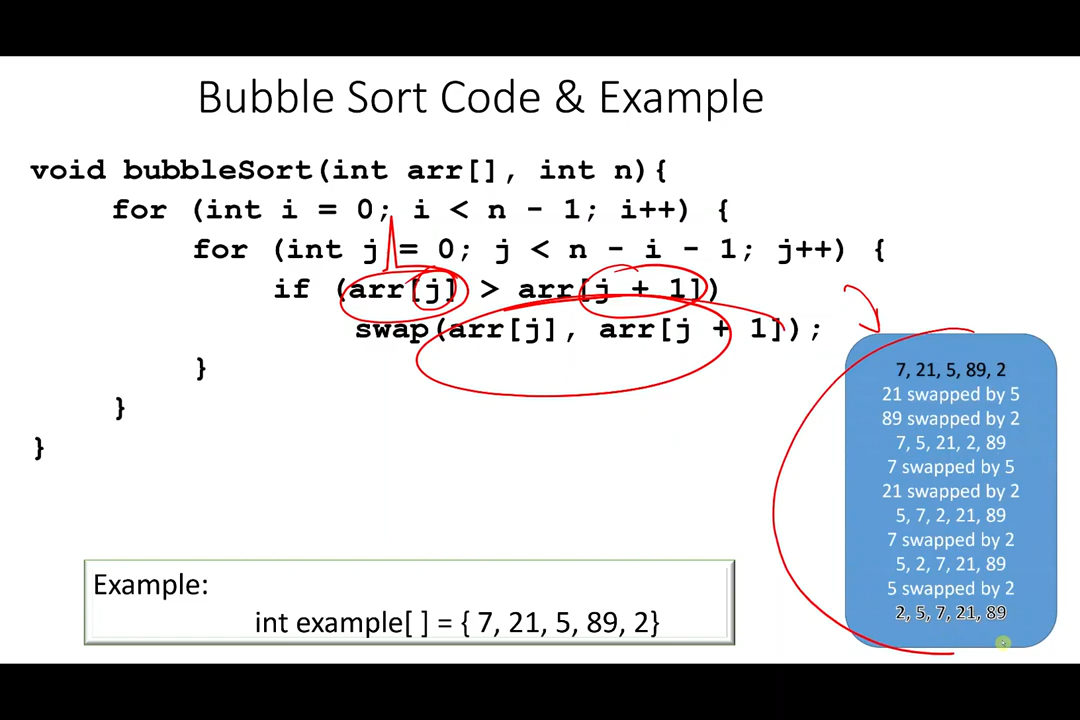 Bubble Sort Code & Example
void bubbleSort(int arr[], int n){
for (int i = 0; i < n - 1; i++) {
for (int j = 0; j < n - i - 1; j++) {
if (arr[j] > arr[j + 1])
swap(arr[j], arr[j + 1]);
}
}
}
7, 21, 5, 89, 2
21 swapped by 5
89 swapped by 2
7, 5, 21, 2, 89
7 swapped by 5
21 swapped by 2
5, 7, 2, 21, 89
7 swapped by 2
5, 2, 7, 21, 89
5 swapped by 2
2, 5, 7, 21, 89
Example:
int example[ ] = { 7, 21, 5, 89, 2}